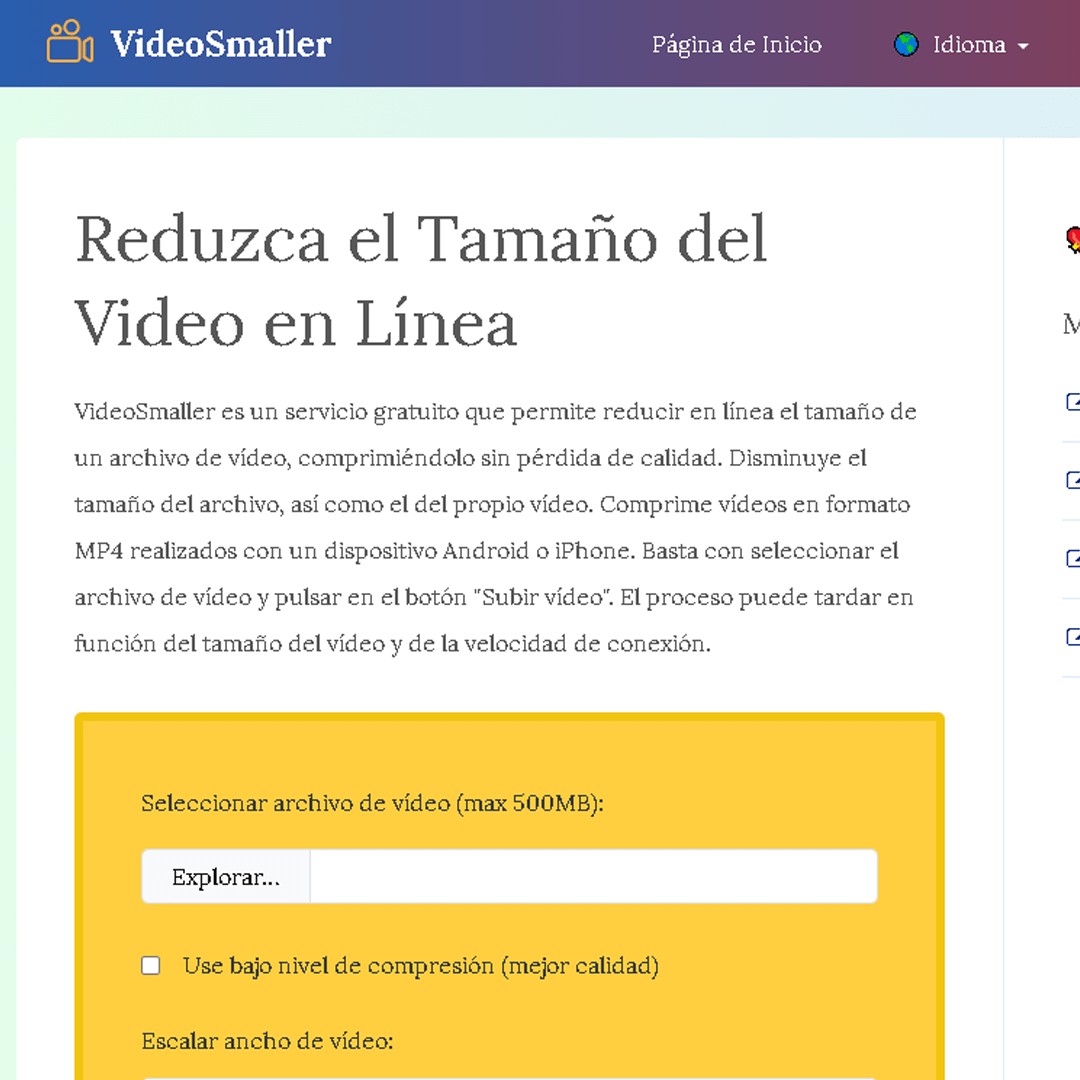 VideoSmaller
Página de Inicio
Idioma
Reduzca el Tamaño del
Video en Línea
VideoSmaller es un servicio gratuito que permite reducir en línea el tamaño de
un archivo de vídeo, comprimiéndolo sin pérdida de calidad. Disminuye el
tamaño del archivo, así como el del propio vídeo. Comprime vídeos en formato
MP4 realizados con un dispositivo Android o iPhone. Basta con seleccionar el
archivo de vídeo y pulsar en el botón "Subir vídeo". El proceso puede tardar en
función del tamaño del vídeo y de la velocidad de conexión.
Seleccionar archivo de vídeo (max 500MB):
Explorar...
Use bajo nivel de compresión (mejor calidad)
Escalar ancho de vídeo: